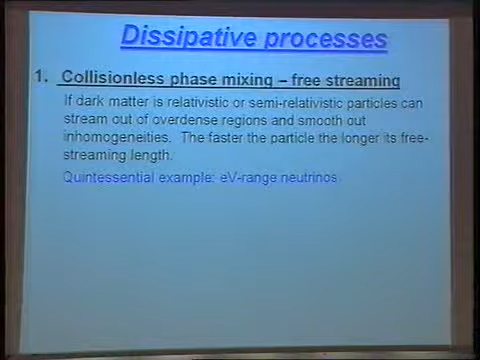 Dissipative processes
1. Collisionless phase mixing – free streaming
If dark matter is relativistic or semi-relativistic particles can
stream out of overdense regions and smooth out
inhomogeneities. The faster the particle the longer its free-
streaming length.
Quintessential example: eV-range neutrinos